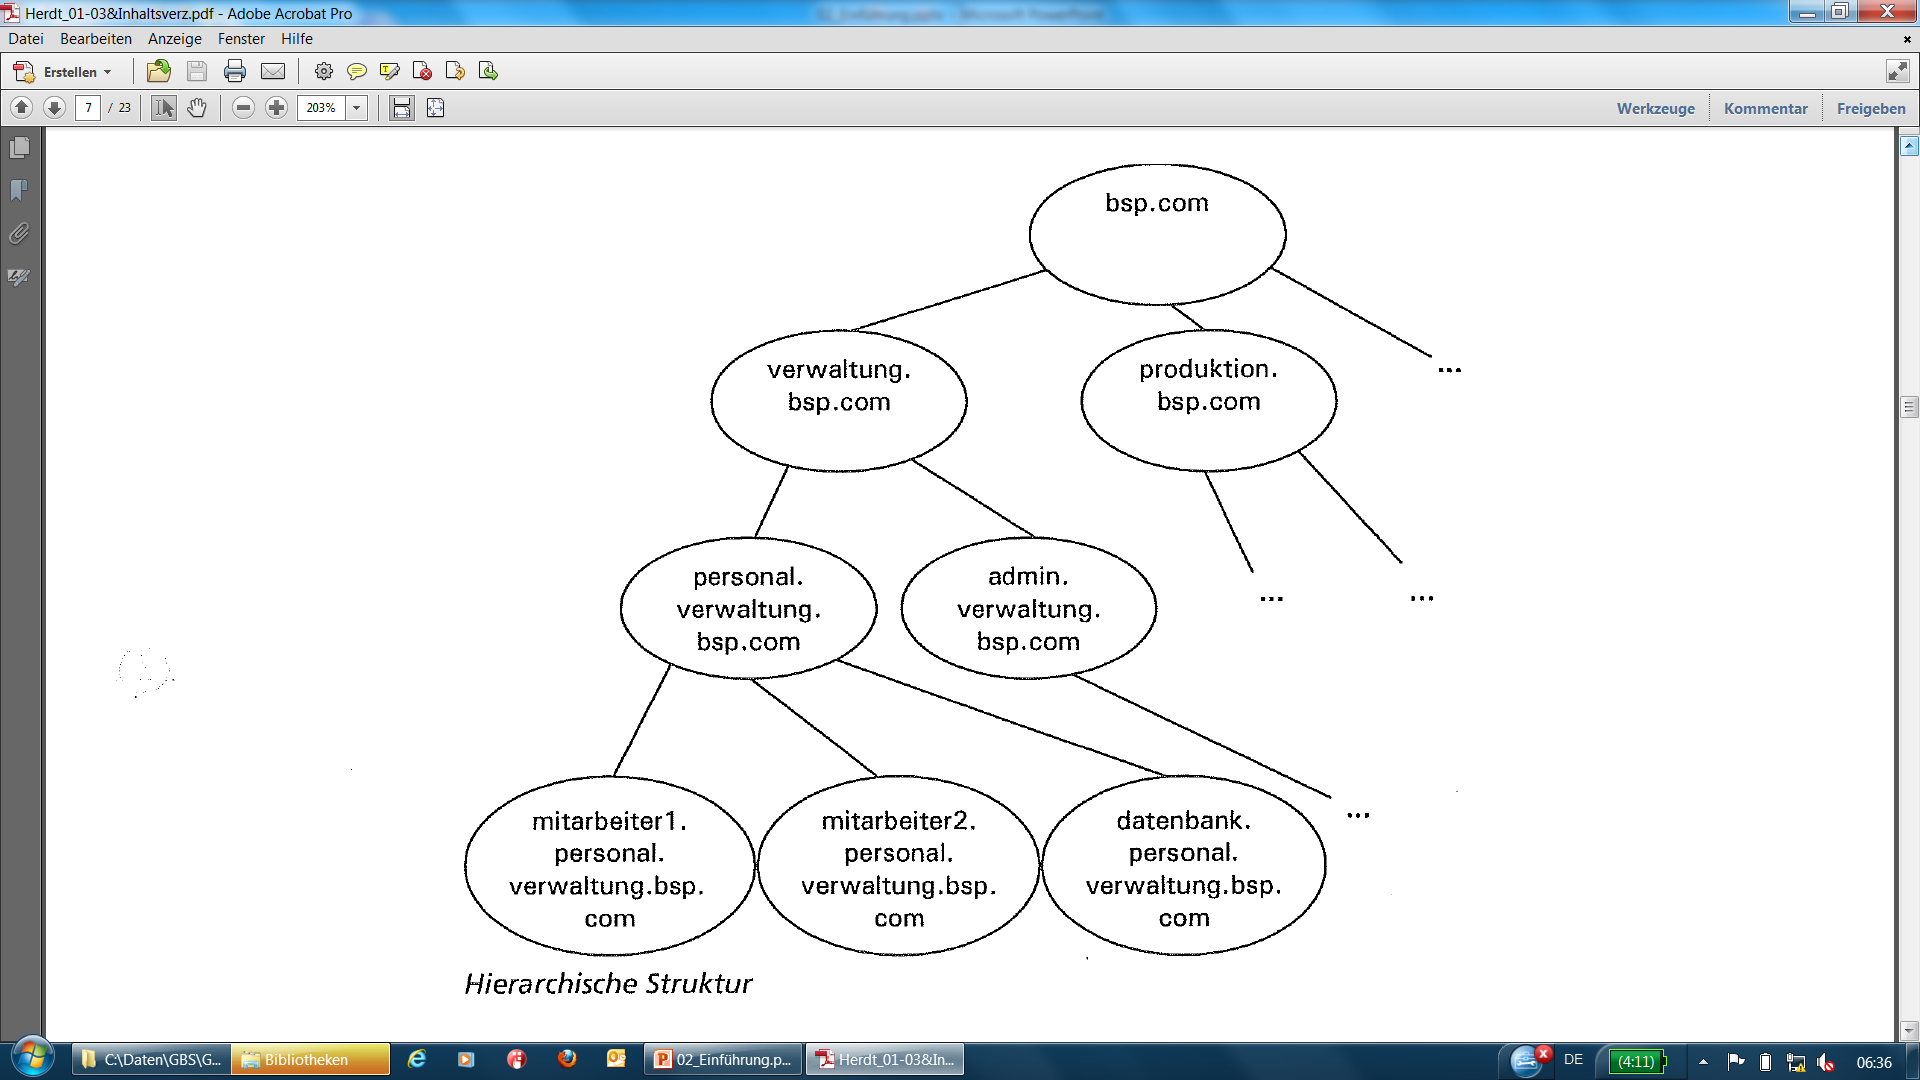 Herdt_01-03&Inhaltsverz.pdf - Adobe Acrobat Pro
Datei Bearbeiten Anzeige Fenster Hilfe
Erstellen
7 / 23 203% Werkzeuge Kommentar Freigeben
bsp.com
verwaltung.
bsp.com
produktion.
bsp.com
...
personal.
verwaltung.
bsp.com
admin.
verwaltung.
bsp.com
...
...
mitarbeiter1.
personal.
verwaltung.bsp.
com
mitarbeiter2.
personal.
verwaltung.bsp.
com
datenbank.
personal.
verwaltung.bsp.
com
...
Hierarchische Struktur
C:\Daten\GBS\G... Bibliotheken 02_Einführung.p... Herdt_01-03&In... DE (4:11) 06:36